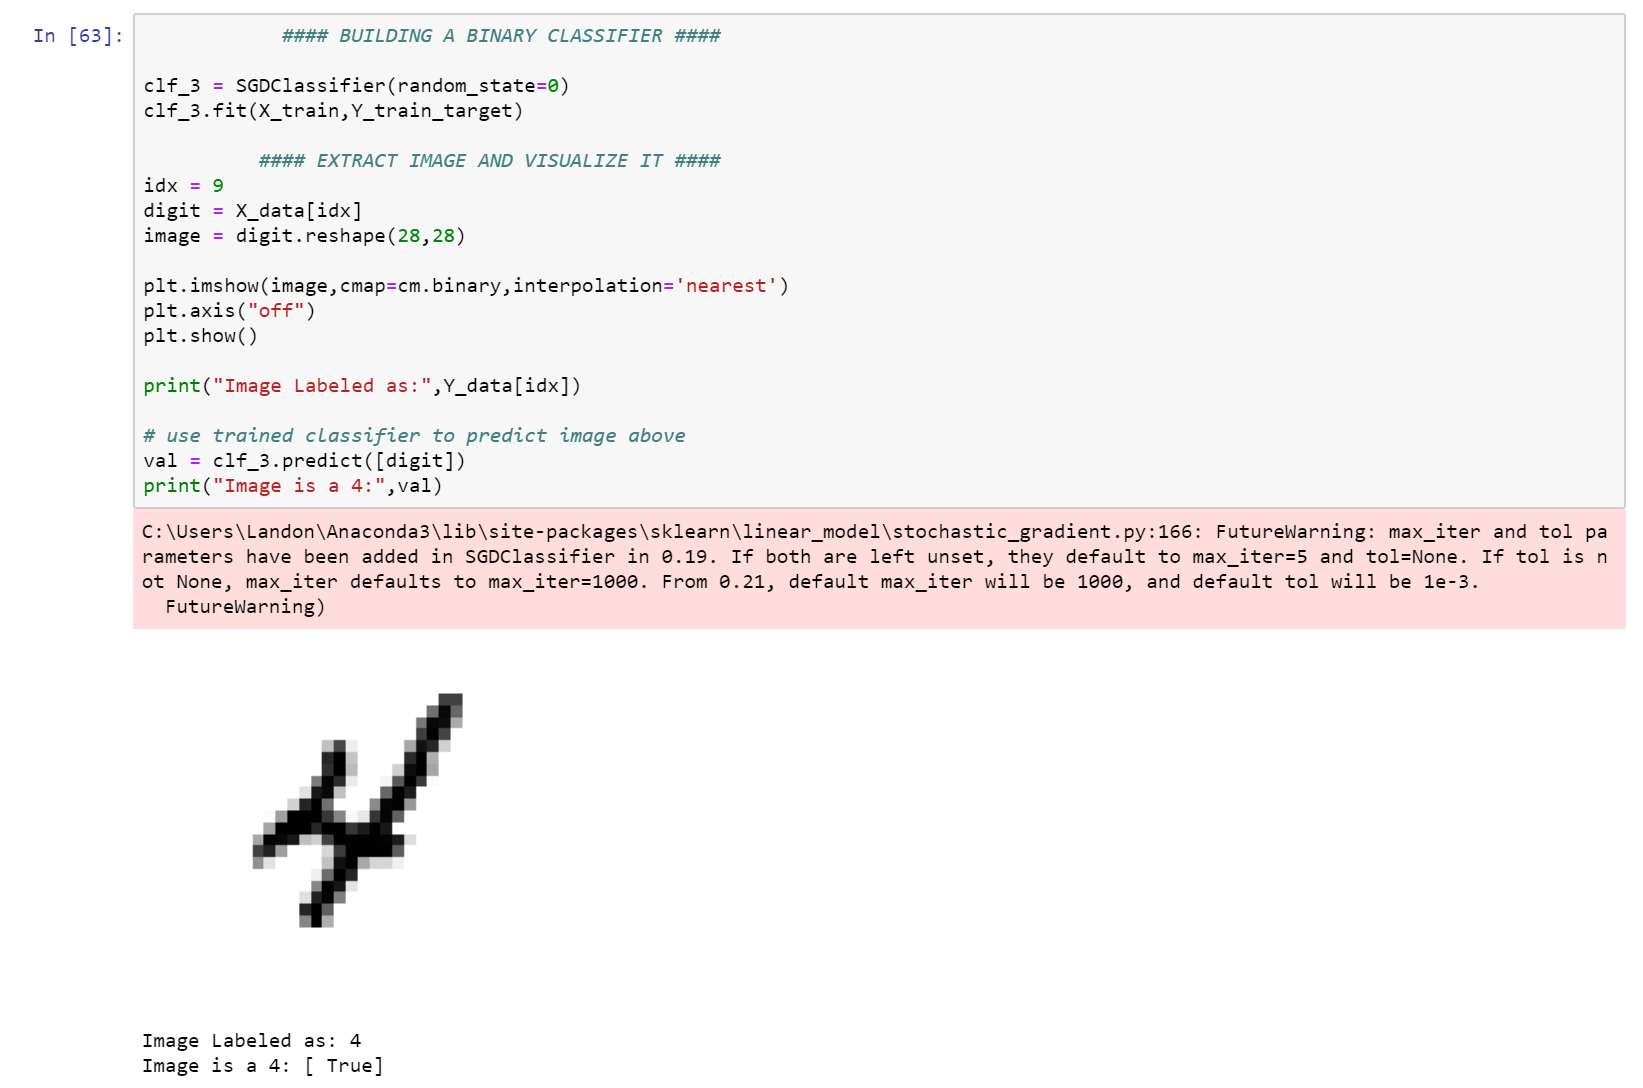 In [63]:
#### BUILDING A BINARY CLASSIFIER ####
clf_3 = SGDClassifier(random_state=0)
clf_3.fit(X_train,Y_train_target)
#### EXTRACT IMAGE AND VISUALIZE IT ####
idx = 9
digit = X_data[idx]
image = digit.reshape(28,28)
plt.imshow(image,cmap=cm.binary,interpolation='nearest')
plt.axis("off")
plt.show()
print("Image Labeled as:",Y_data[idx])
# use trained classifier to predict image above
val = clf_3.predict([digit])
print("Image is a 4:",val)
C:\Users\Landon\Anaconda3\lib\site-packages\sklearn\linear_model\stochastic_gradient.py:166: FutureWarning: max_iter and tol pa
rameters have been added in SGDClassifier in 0.19. If both are left unset, they default to max_iter=5 and tol=None. If tol is n
ot None, max_iter defaults to max_iter=1000. From 0.21, default max_iter will be 1000, and default tol will be 1e-3.
FutureWarning)
4
Image Labeled as: 4
Image is a 4: [ True]